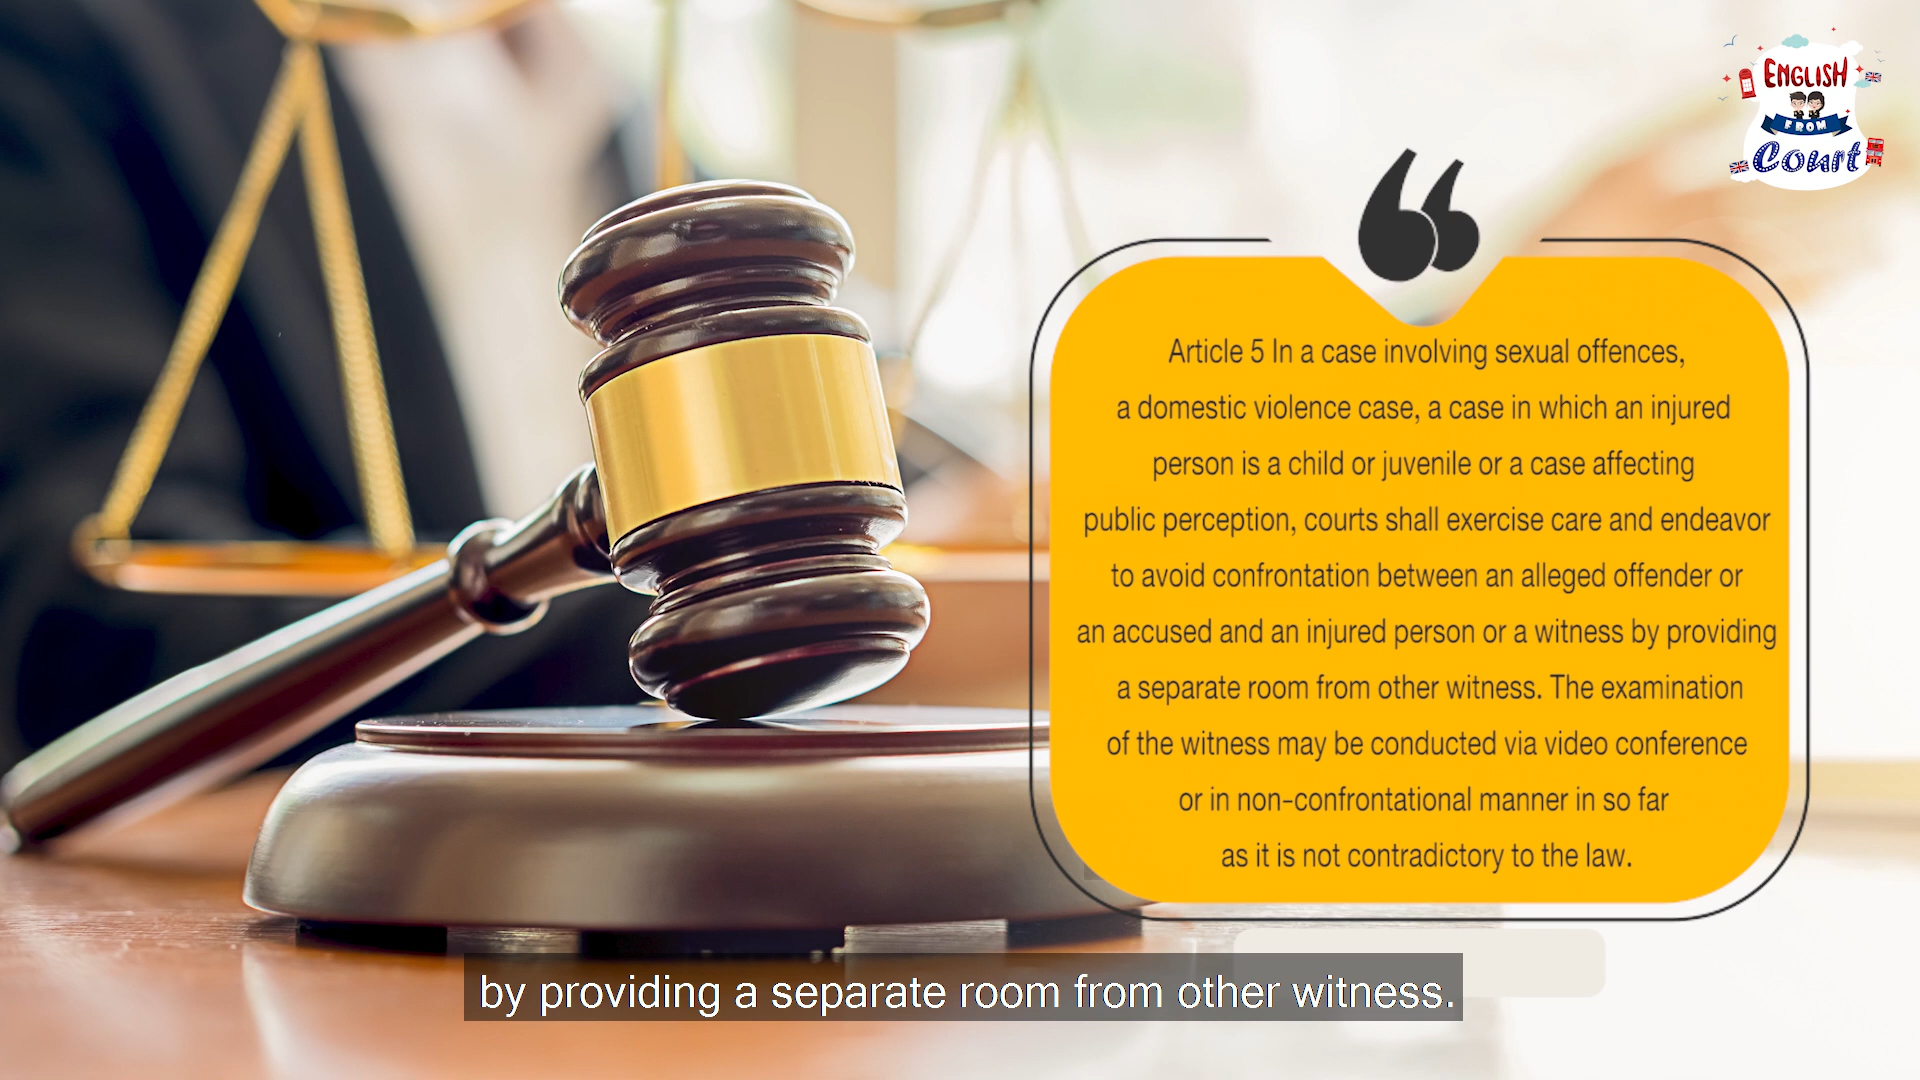 ENGLISH
FROM
Court
Article 5 In a case involving sexual offences,
a domestic violence case, a case in which an injured
person is a child or juvenile or a case affecting
public perception, courts shall exercise care and endeavor
to avoid confrontation between an alleged offender or
an accused and an injured person or a witness by providing
a separate room from other witness. The examination
of the witness may be conducted via video conference
or in non-confrontational manner in so far
as it is not contradictory to the law.
by providing a separate room from other witness.